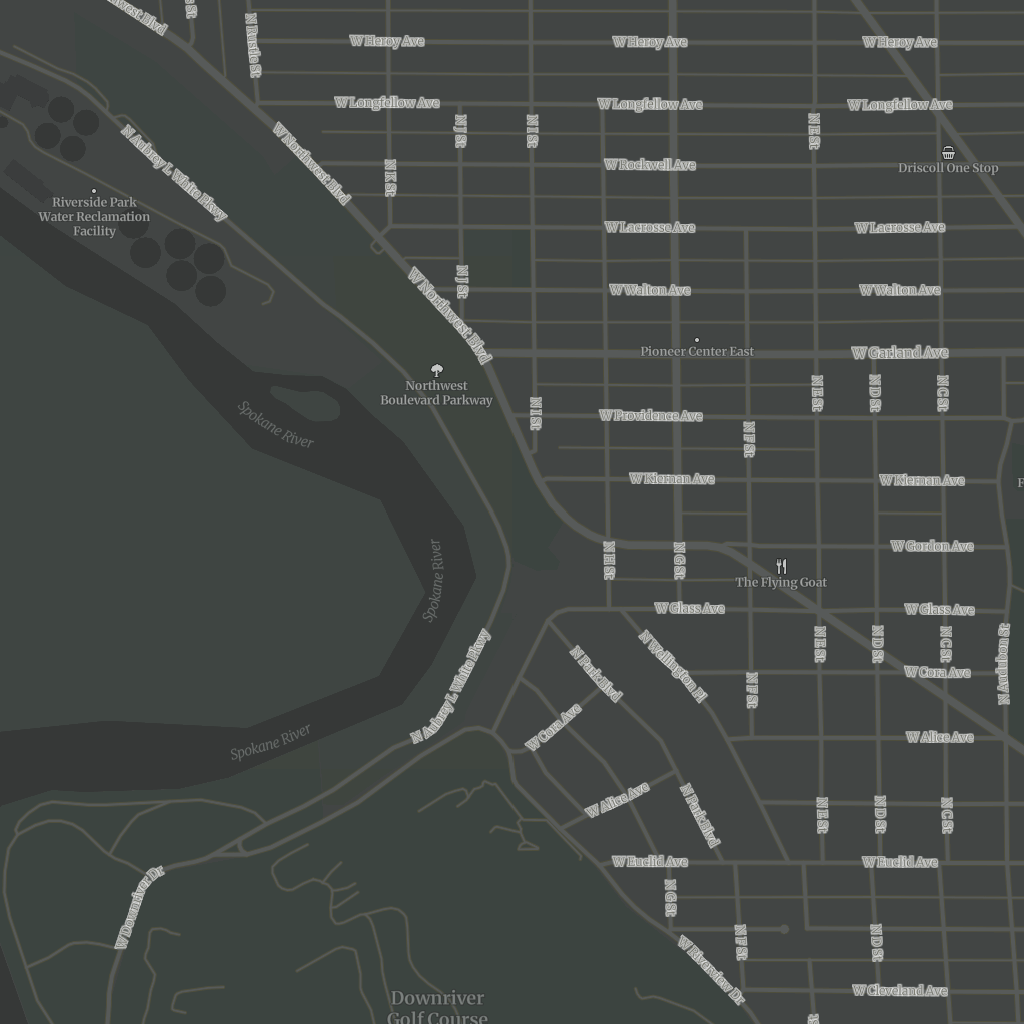 N Rustle St
W Heroy Ave
W Heroy Ave
W Heroy Ave
W Longfellow Ave
W Longfellow Ave
W Longfellow Ave
N J St
N I St
N E St
N Aubrey L White Pkwy
W Northwest Blvd
N K St
W Rockwell Ave
Driscoll One Stop
Riverside Park
Water Reclamation
Facility
W Lacrosse Ave
W Lacrosse Ave
N J St
W Northwest Blvd
W Walton Ave
W Walton Ave
Pioneer Center East
W Garland Ave
Northwest
Boulevard Parkway
N I St
N E St
N D St
N C St
Spokane River
W Providence Ave
N F St
W Kiernan Ave
W Kiernan Ave
W Gordon Ave
Spokane River
N H St
N G St
The Flying Goat
W Glass Ave
W Glass Ave
N Aubrey L White Pkwy
N Park Blvd
N Wellington Pl
N E St
N D St
N C St
N Audubon St
W Cora Ave
N F St
W Cora Ave
Spokane River
W Alice Ave
W Alice Ave
N Park Blvd
N E St
N D St
N C St
W Euclid Ave
W Euclid Ave
N G St
W Downriver Dr
N F St
N D St
W Riverview Dr
W Cleveland Ave
Downriver
Golf Course